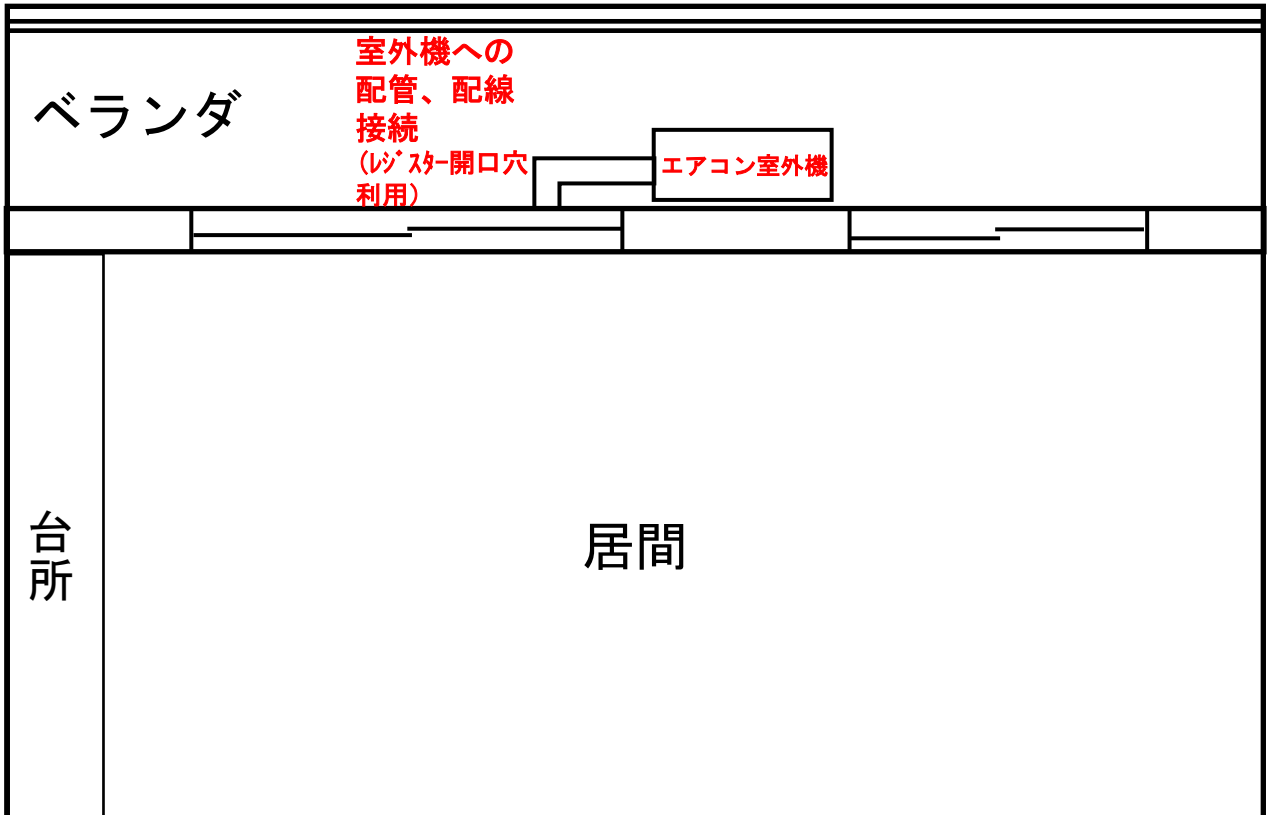 ベランダ
室外機への
配管、配線
接続
(ﾚｼﾞｽﾀｰ開口穴
利用)
エアコン室外機
台所
居間